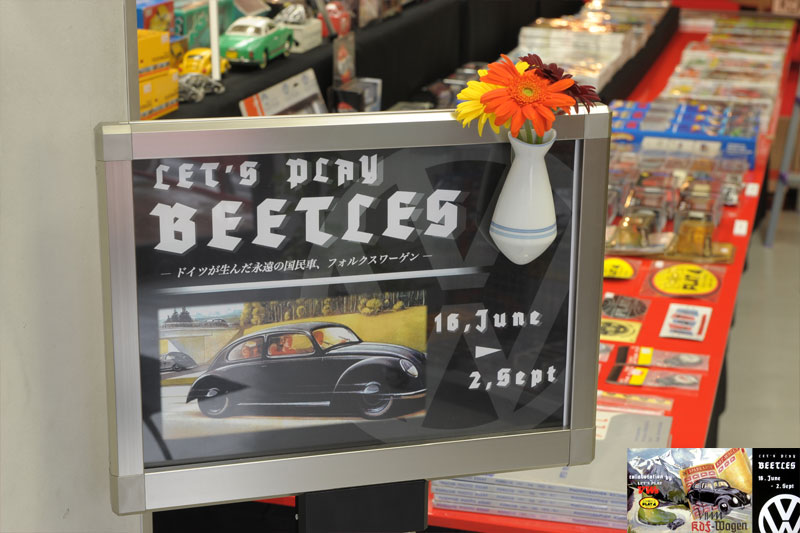 LET'S PLAY
BEETLES
— ドイツが生んだ永遠の国民車、フォルクスワーゲン —
16,June
2,Sept
LET'S PLAY
BEETLES
16,June
- 2.Sept
KdF-Wagen